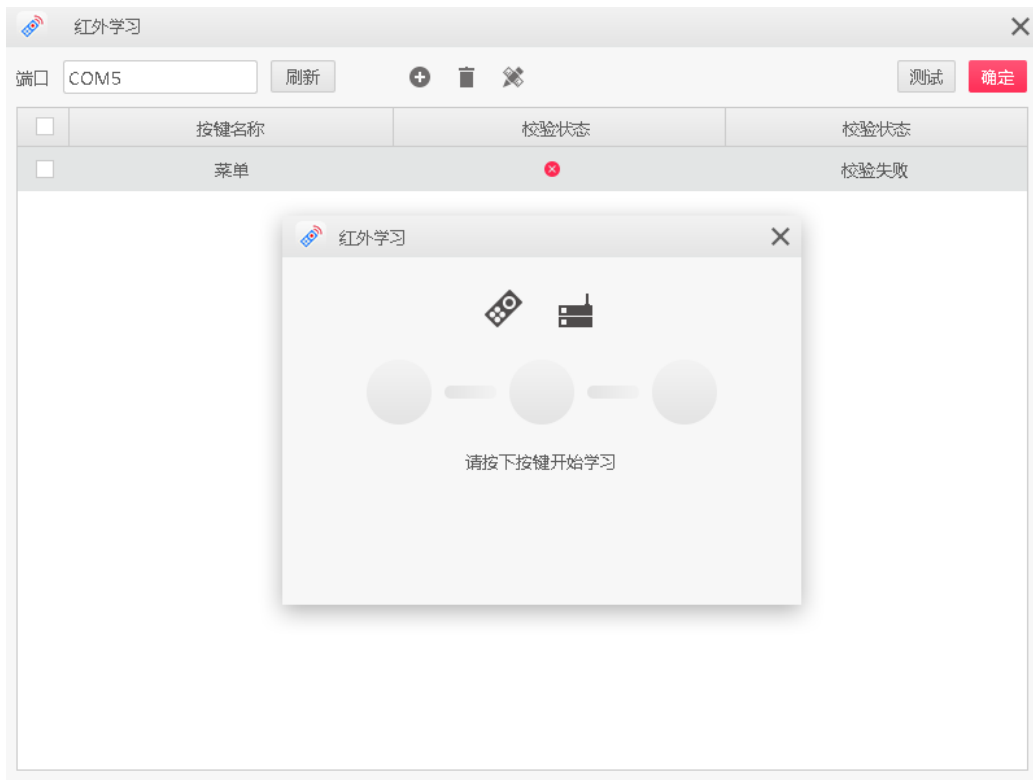 红外学习
端口 COM5 刷新 测试 确定
按键名称 校验状态 校验状态
菜单 校验失败
红外学习
请按下按键开始学习